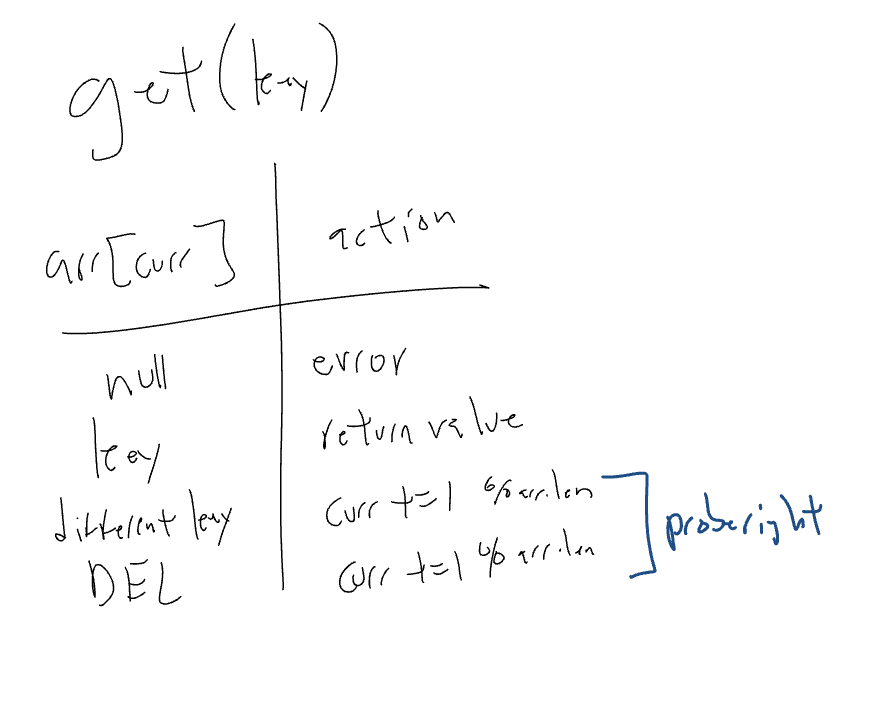 get(key)
arr[curr] action
null error
key return value
different key curr += 1 % arr.len
DEL curr += 1 % arr.len
probe right